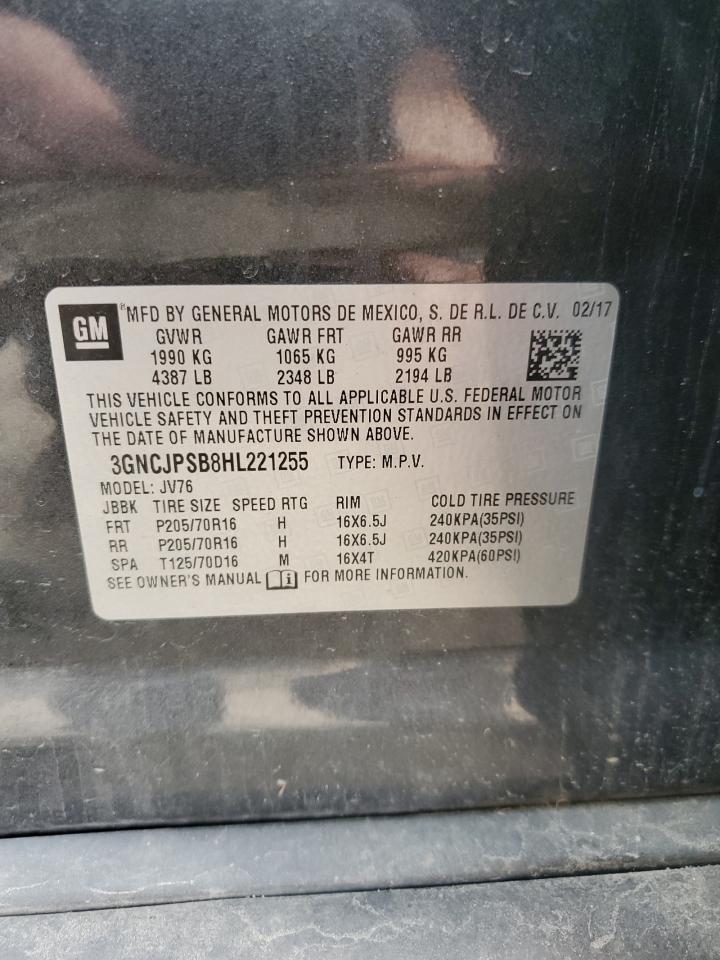 GM
MFD BY GENERAL MOTORS DE MEXICO, S. DE R.L. DE C.V. 02/17
GVWR GAWR FRT GAWR RR
1990 KG 1065 KG 995 KG
4387 LB 2348 LB 2194 LB
THIS VEHICLE CONFORMS TO ALL APPLICABLE U.S. FEDERAL MOTOR
VEHICLE SAFETY AND THEFT PREVENTION STANDARDS IN EFFECT ON
THE DATE OF MANUFACTURE SHOWN ABOVE.
3GNCJPSB8HL221255 TYPE: M.P.V.
MODEL: JV76
JBBK TIRE SIZE SPEED RTG RIM COLD TIRE PRESSURE
FRT P205/70R16 H 16X6.5J 240KPA(35PSI)
RR P205/70R16 H 16X6.5J 240KPA(35PSI)
SPA T125/70D16 M 16X4T 420KPA(60PSI)
SEE OWNER'S MANUAL FOR MORE INFORMATION.